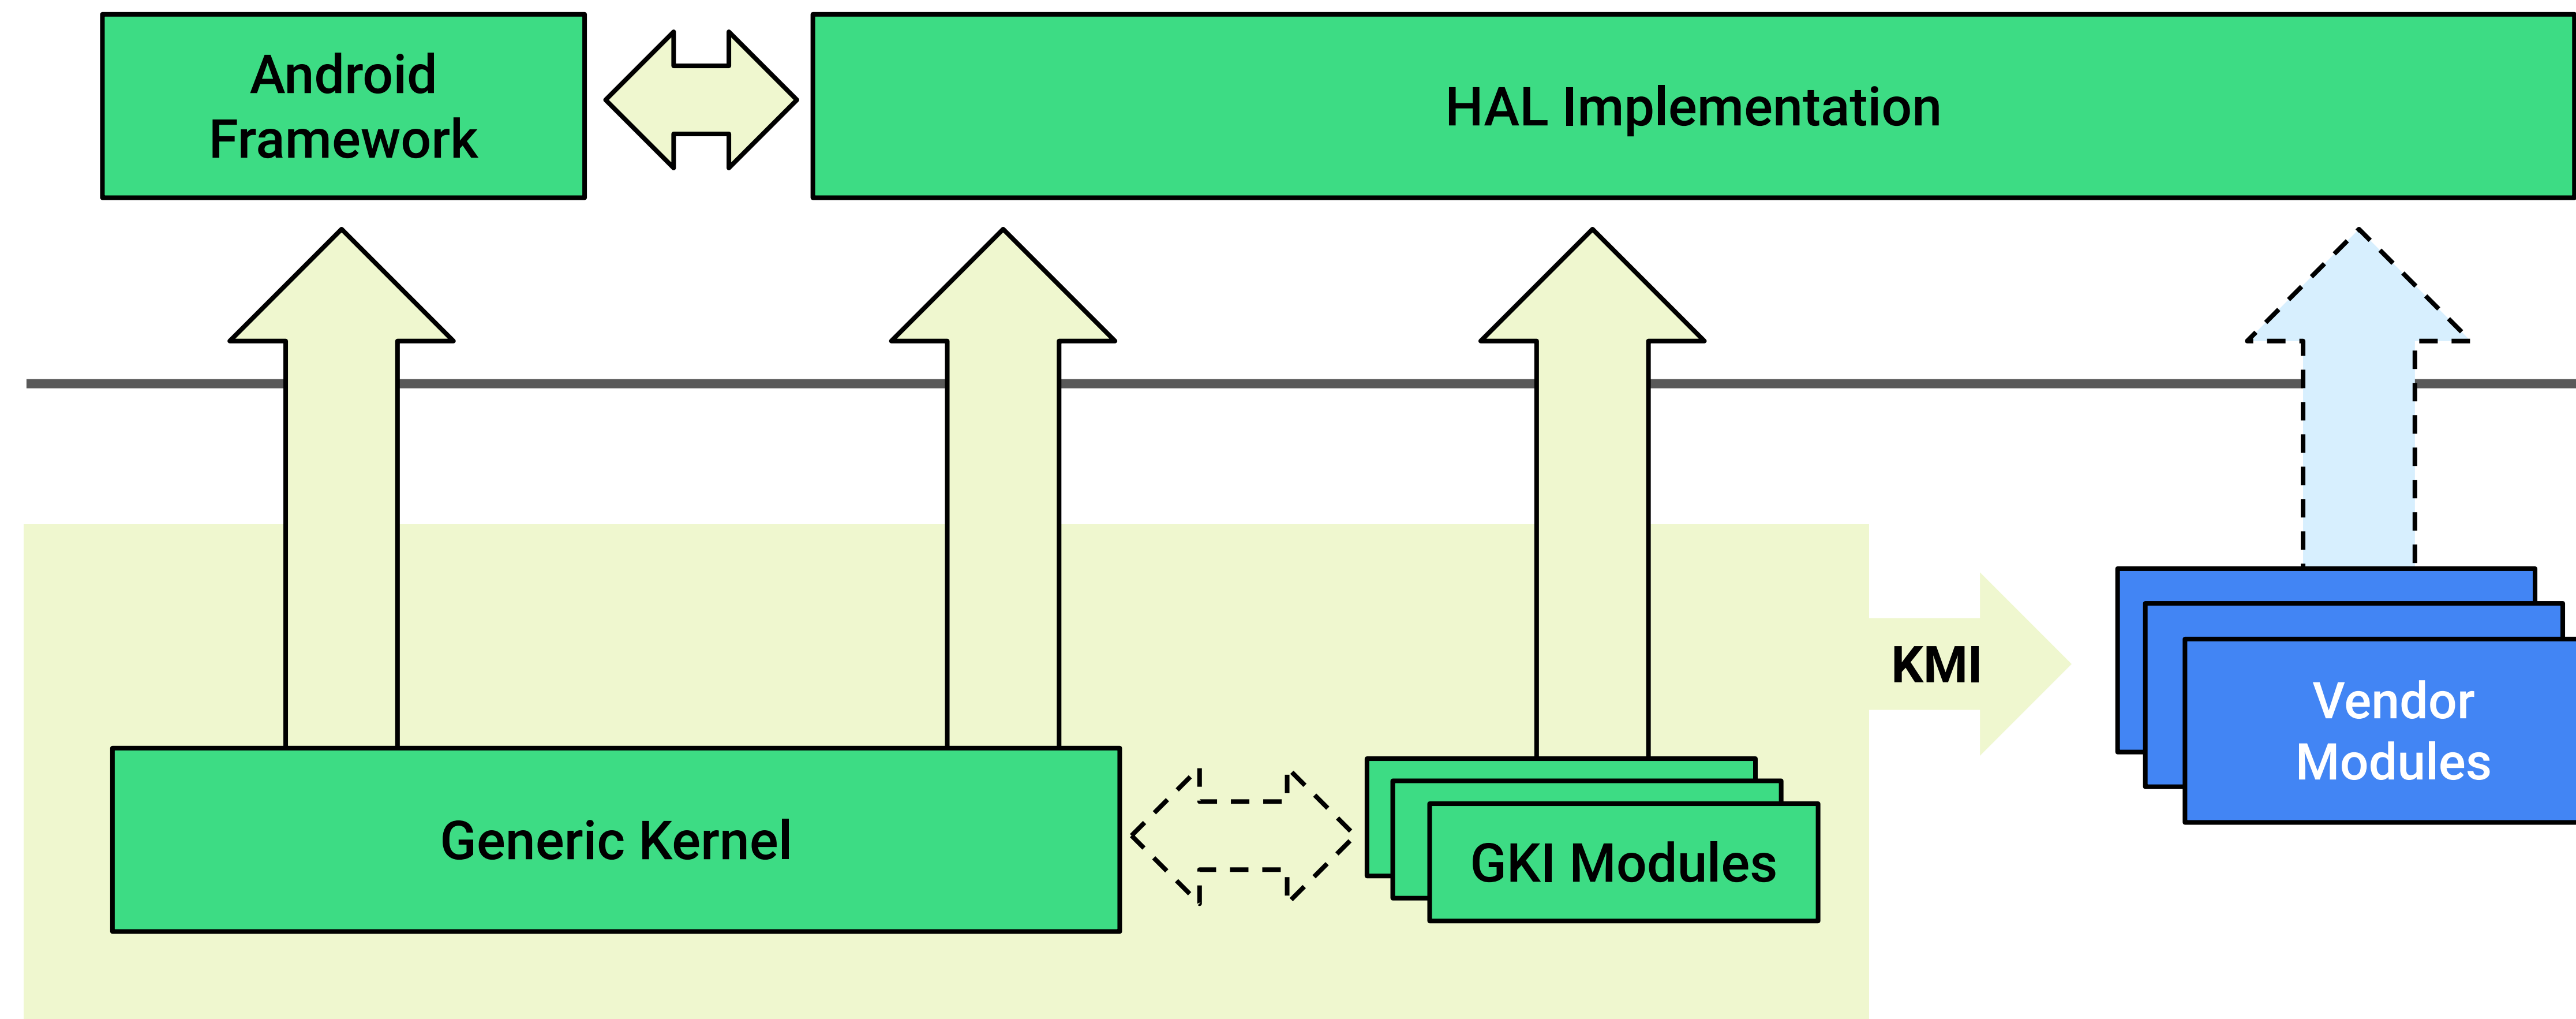 Android
Framework
HAL Implementation
KMI
Vendor
Modules
Generic Kernel
GKI Modules